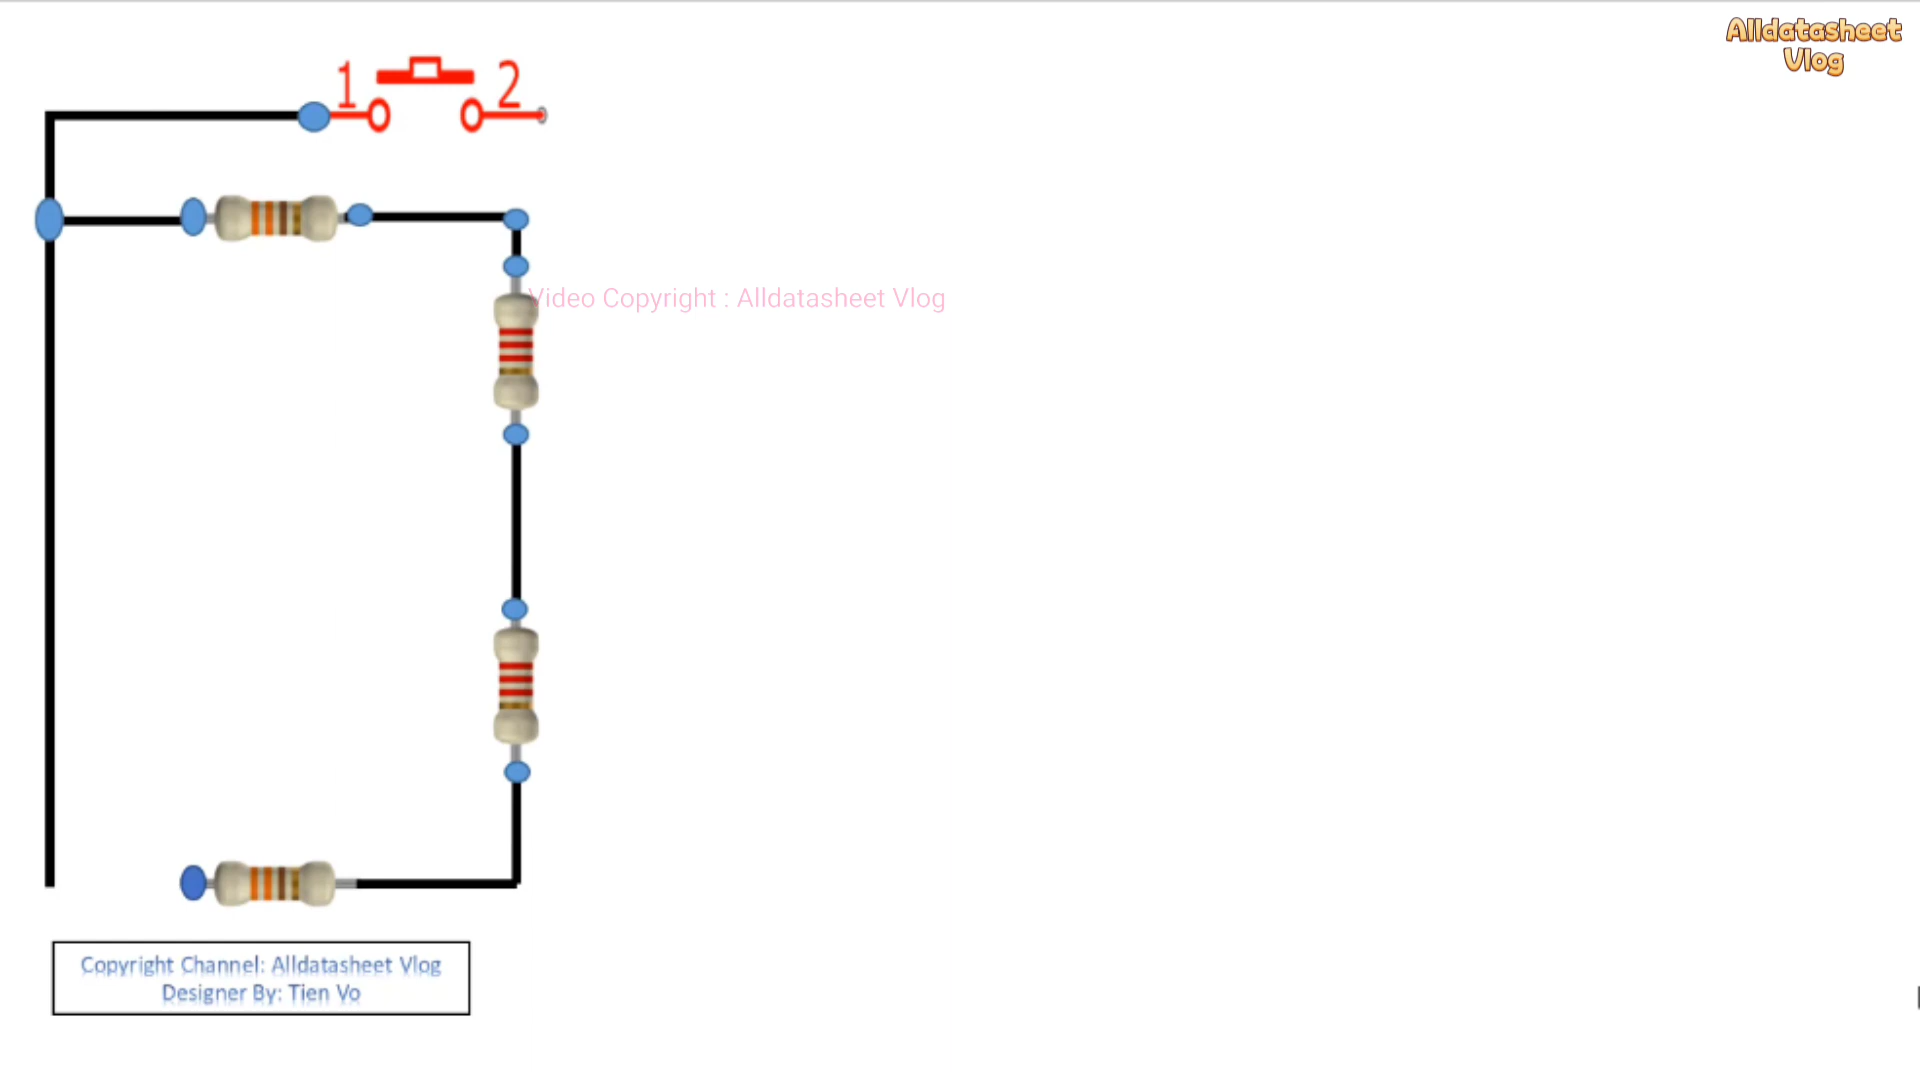 Alldatasheet
Vlog
1 2
Video Copyright : Alldatasheet Vlog
Copyright Channel: Alldatasheet Vlog
Designer By: Tien Vo